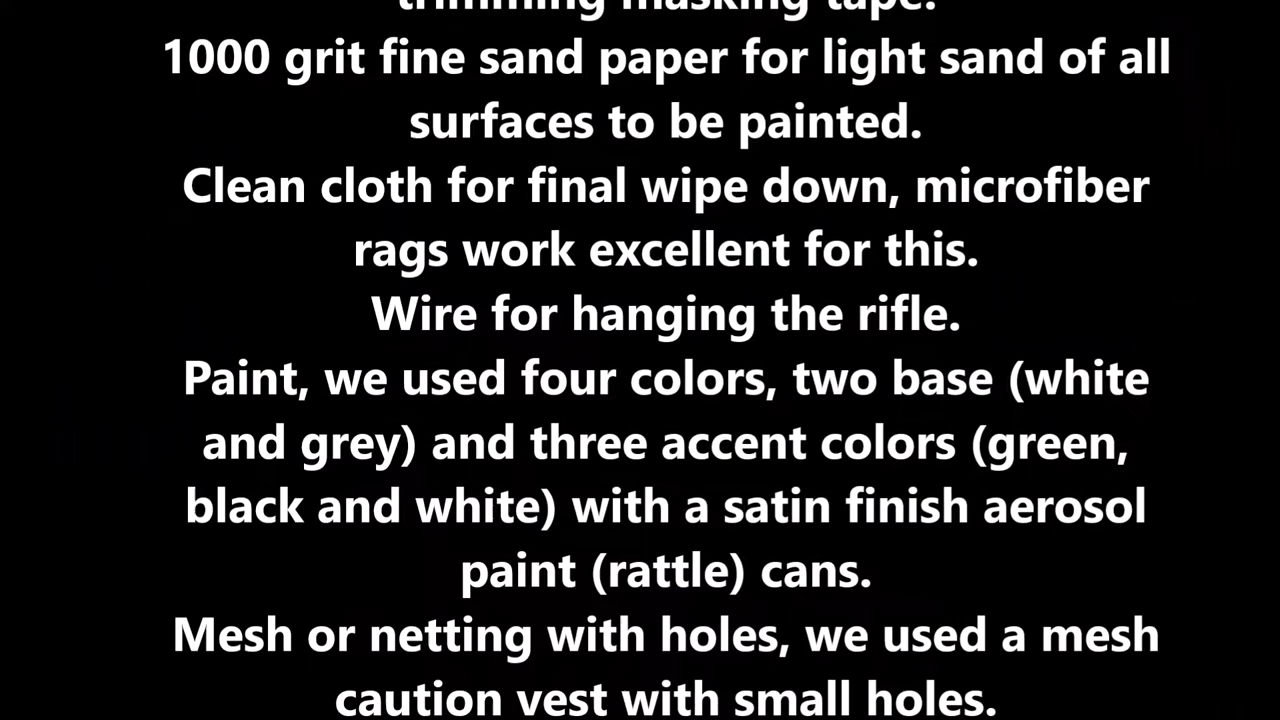 trimming masking tape.
1000 grit fine sand paper for light sand of all
surfaces to be painted.
Clean cloth for final wipe down, microfiber
rags work excellent for this.
Wire for hanging the rifle.
Paint, we used four colors, two base (white
and grey) and three accent colors (green,
black and white) with a satin finish aerosol
paint (rattle) cans.
Mesh or netting with holes, we used a mesh
caution vest with small holes.